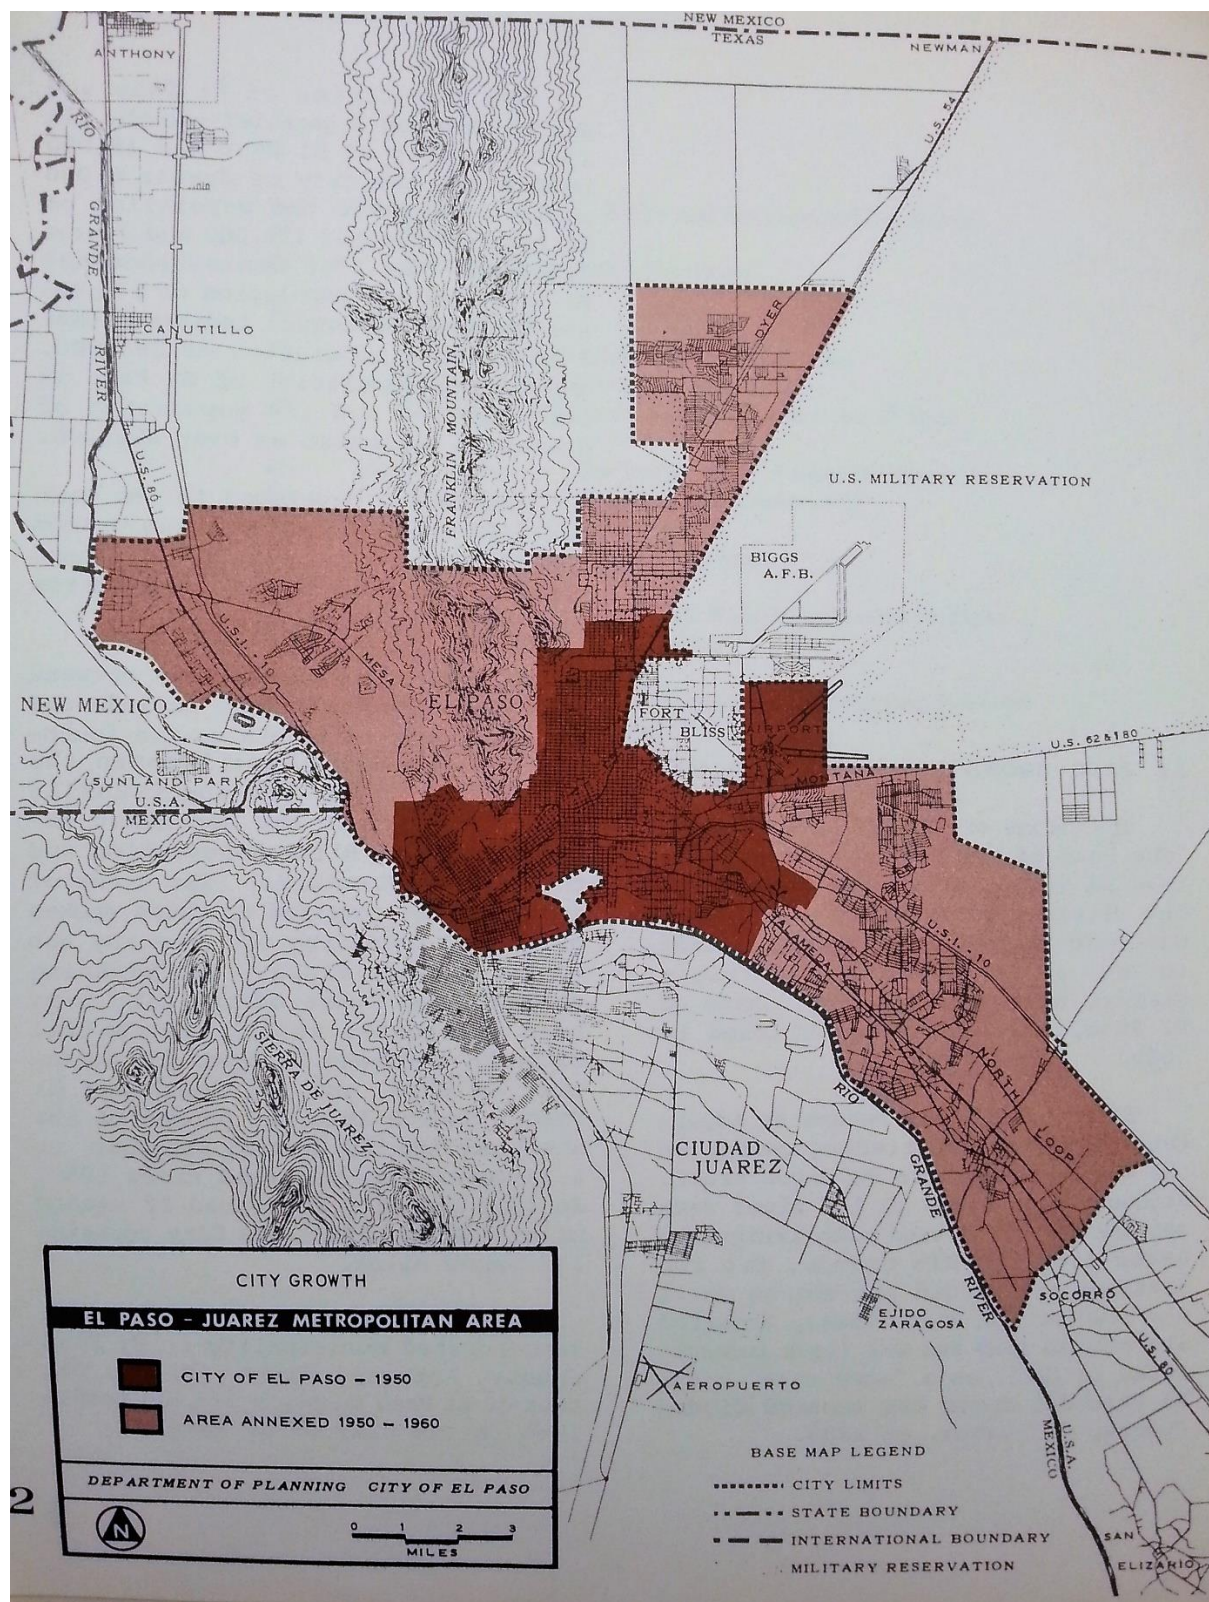 NEW MEXICO
TEXAS
ANTHONY
NEWMAN
RIO
U.S. 54
GRANDE
RIVER
CANUTILLO
DYER
FRANKLIN MOUNTAIN
U.S. 80
U.S. MILITARY RESERVATION
BIGGS
A.F.B.
U.S.I. 10
MESA
NEW MEXICO
EL PASO
FORT
BLISS
AIRPORT
U.S. 62 & 180
MONTANA
SUNLAND PARK
U.S.A.
MEXICO
ALAMEDA
U.S.I. 10
SIERRA DE JUAREZ
NORTH
LOOP
RIO
GRANDE
RIVER
CIUDAD
JUAREZ
SOCORRO
EJIDO
ZARAGOSA
U.S. 80
AEROPUERTO
U.S.A.
MEXICO
SAN
ELIZARIO
CITY GROWTH
EL PASO - JUAREZ METROPOLITAN AREA
CITY OF EL PASO - 1950
AREA ANNEXED 1950 - 1960
DEPARTMENT OF PLANNING CITY OF EL PASO
N
0 1 2 3
MILES
BASE MAP LEGEND
CITY LIMITS
STATE BOUNDARY
INTERNATIONAL BOUNDARY
MILITARY RESERVATION
2